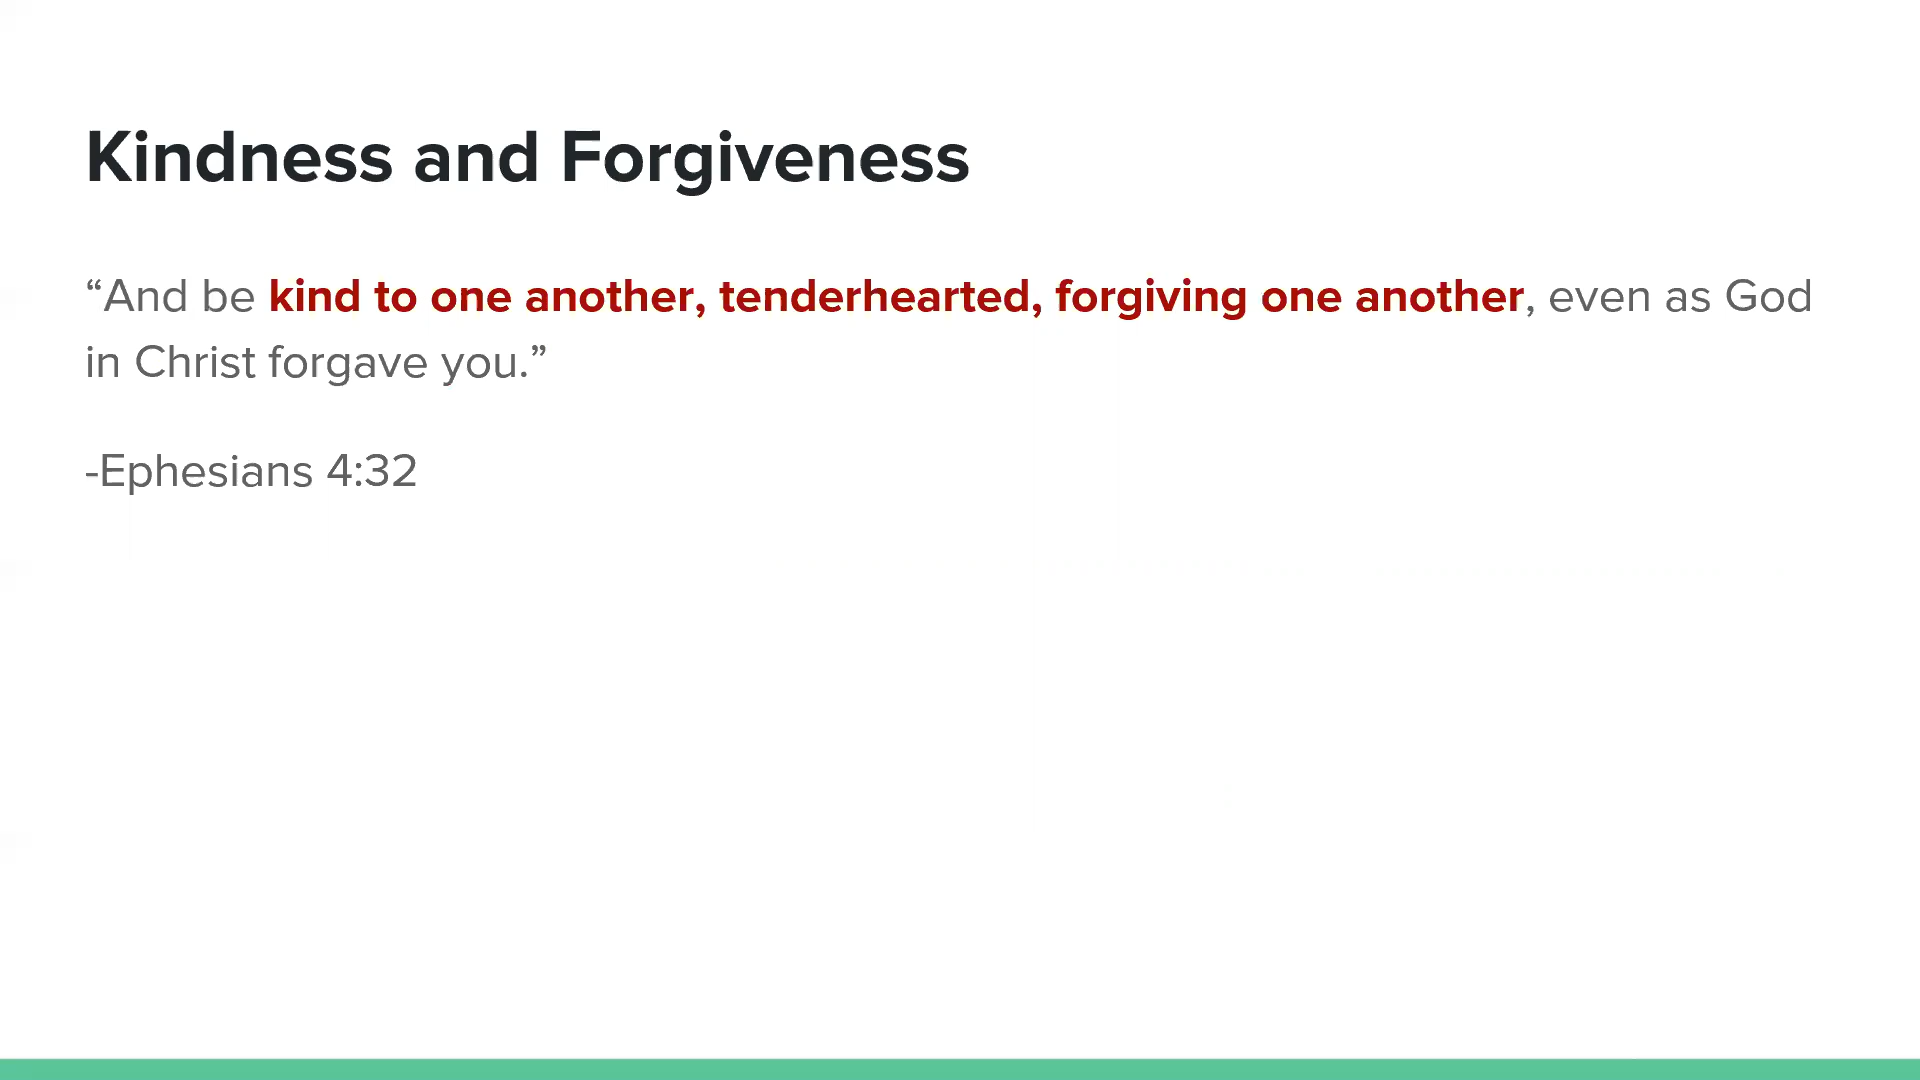 Kindness and Forgiveness
“And be kind to one another, tenderhearted, forgiving one another, even as God
in Christ forgave you.”
-Ephesians 4:32